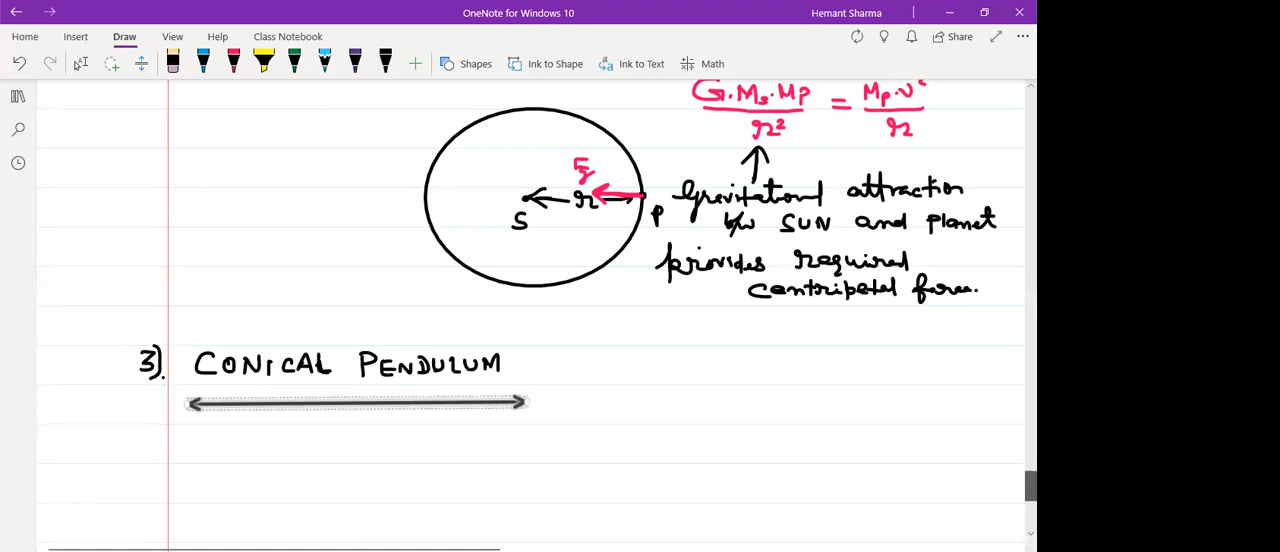 OneNote for Windows 10
Hemant Sharma
Home Insert Draw View Help Class Notebook
Share
Shapes Ink to Shape Ink to Text Math
G.Ms.Mp / r² = Mp.v² / r
Fg
r
S
P
Gravitational attraction
b/w SUN and planet
provides required
centripetal force.
3). CONICAL PENDULUM